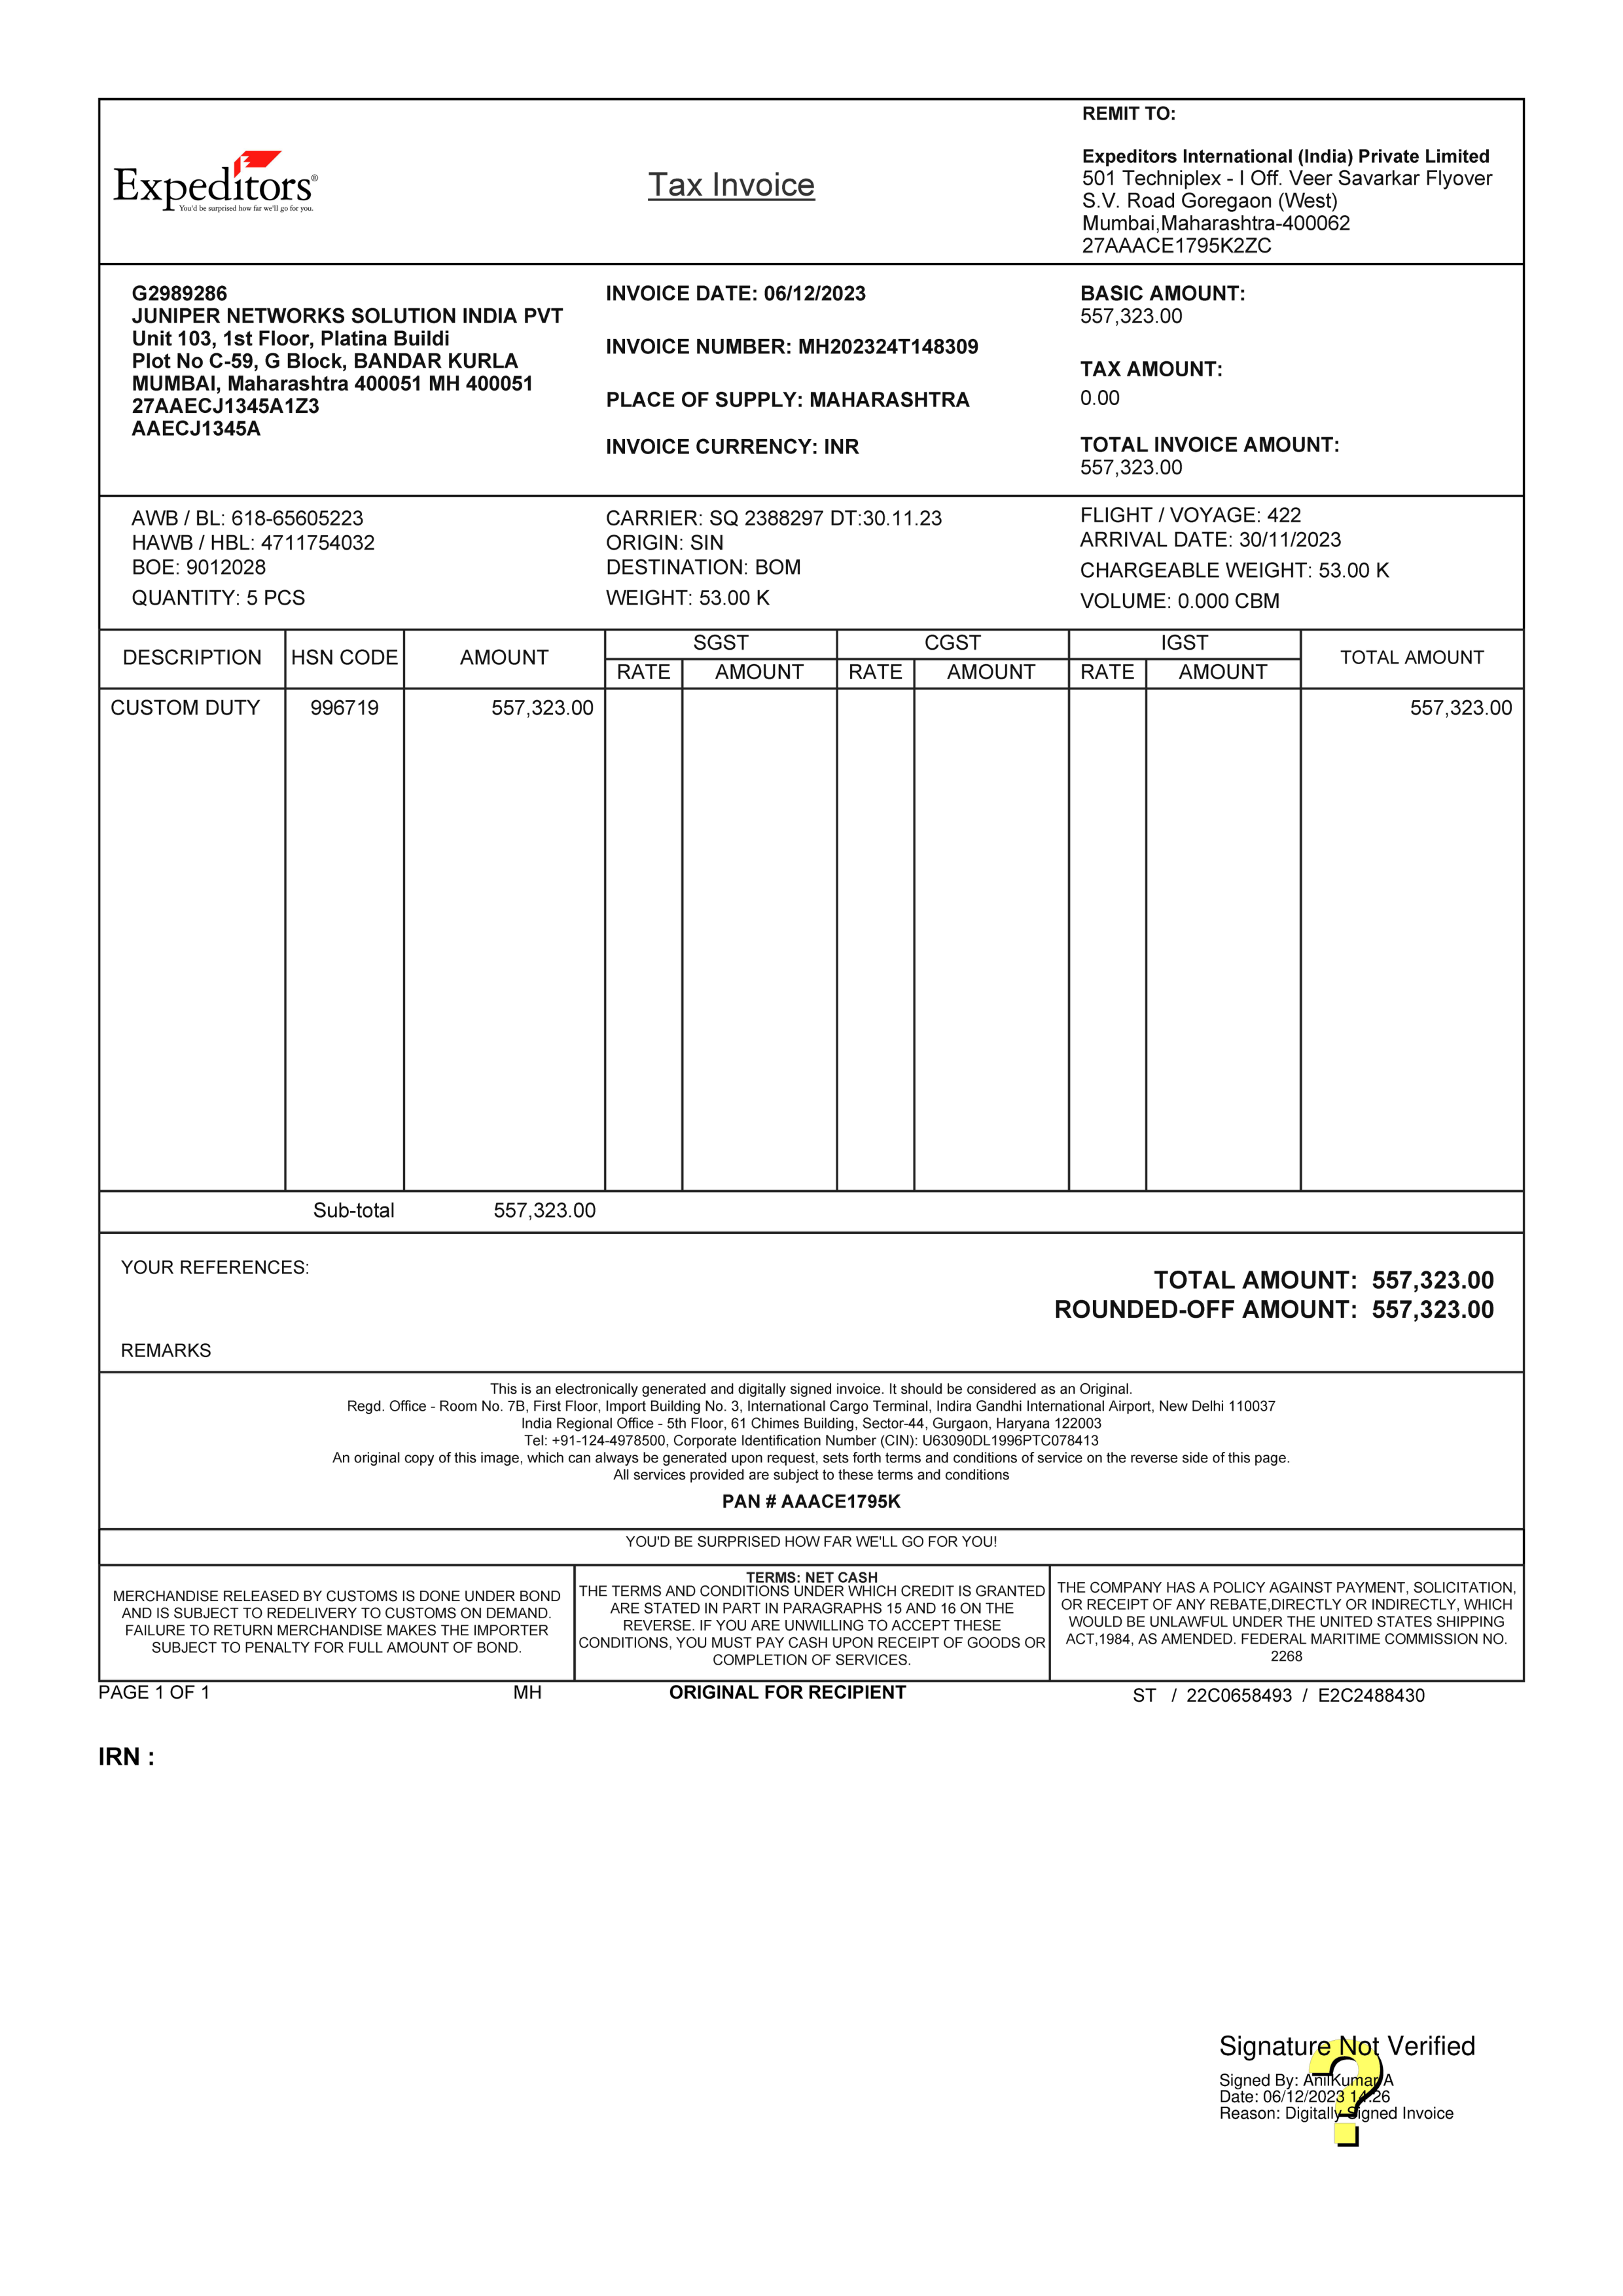 REMIT TO:
Expeditors®
You'd be surprised how far we'll go for you.
Tax Invoice
Expeditors International (India) Private Limited
501 Techniplex - I Off. Veer Savarkar Flyover
S.V. Road Goregaon (West)
Mumbai,Maharashtra-400062
27AAACE1795K2ZC
G2989286
JUNIPER NETWORKS SOLUTION INDIA PVT
Unit 103, 1st Floor, Platina Buildi
Plot No C-59, G Block, BANDAR KURLA
MUMBAI, Maharashtra 400051 MH 400051
27AAECJ1345A1Z3
AAECJ1345A
INVOICE DATE: 06/12/2023
INVOICE NUMBER: MH202324T148309
PLACE OF SUPPLY: MAHARASHTRA
INVOICE CURRENCY: INR
BASIC AMOUNT:
557,323.00
TAX AMOUNT:
0.00
TOTAL INVOICE AMOUNT:
557,323.00
AWB / BL: 618-65605223
HAWB / HBL: 4711754032
BOE: 9012028
QUANTITY: 5 PCS
CARRIER: SQ 2388297 DT:30.11.23
ORIGIN: SIN
DESTINATION: BOM
WEIGHT: 53.00 K
FLIGHT / VOYAGE: 422
ARRIVAL DATE: 30/11/2023
CHARGEABLE WEIGHT: 53.00 K
VOLUME: 0.000 CBM
DESCRIPTION HSN CODE AMOUNT SGST CGST IGST TOTAL AMOUNT
RATE AMOUNT RATE AMOUNT RATE AMOUNT
CUSTOM DUTY 996719 557,323.00 557,323.00
Sub-total 557,323.00
YOUR REFERENCES:
TOTAL AMOUNT: 557,323.00
ROUNDED-OFF AMOUNT: 557,323.00
REMARKS
This is an electronically generated and digitally signed invoice. It should be considered as an Original.
Regd. Office - Room No. 7B, First Floor, Import Building No. 3, International Cargo Terminal, Indira Gandhi International Airport, New Delhi 110037
India Regional Office - 5th Floor, 61 Chimes Building, Sector-44, Gurgaon, Haryana 122003
Tel: +91-124-4978500, Corporate Identification Number (CIN): U63090DL1996PTC078413
An original copy of this image, which can always be generated upon request, sets forth terms and conditions of service on the reverse side of this page.
All services provided are subject to these terms and conditions
PAN # AAACE1795K
YOU'D BE SURPRISED HOW FAR WE'LL GO FOR YOU!
MERCHANDISE RELEASED BY CUSTOMS IS DONE UNDER BOND
AND IS SUBJECT TO REDELIVERY TO CUSTOMS ON DEMAND.
FAILURE TO RETURN MERCHANDISE MAKES THE IMPORTER
SUBJECT TO PENALTY FOR FULL AMOUNT OF BOND.
TERMS: NET CASH
THE TERMS AND CONDITIONS UNDER WHICH CREDIT IS GRANTED
ARE STATED IN PART IN PARAGRAPHS 15 AND 16 ON THE
REVERSE. IF YOU ARE UNWILLING TO ACCEPT THESE
CONDITIONS, YOU MUST PAY CASH UPON RECEIPT OF GOODS OR
COMPLETION OF SERVICES.
THE COMPANY HAS A POLICY AGAINST PAYMENT, SOLICITATION,
OR RECEIPT OF ANY REBATE,DIRECTLY OR INDIRECTLY, WHICH
WOULD BE UNLAWFUL UNDER THE UNITED STATES SHIPPING
ACT,1984, AS AMENDED. FEDERAL MARITIME COMMISSION NO.
2268
PAGE 1 OF 1 MH ORIGINAL FOR RECIPIENT ST / 22C0658493 / E2C2488430
IRN :
Signature Not Verified
Signed By: AnilKumar A
Date: 06/12/2023 14:26
Reason: Digitally Signed Invoice